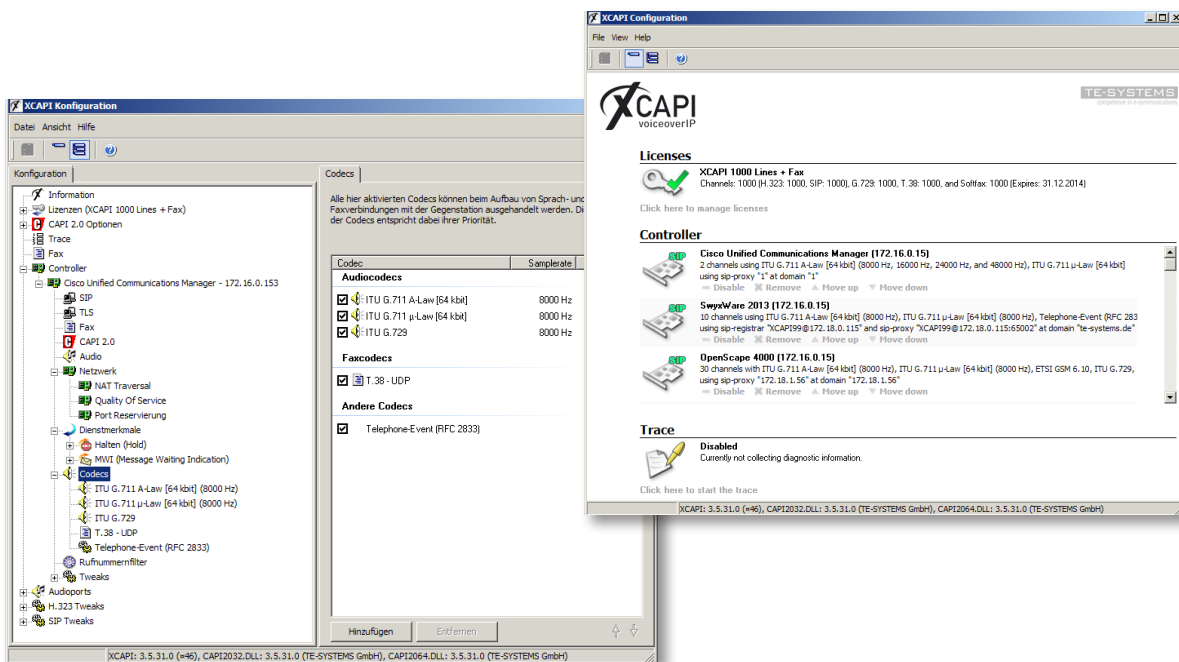 XCAPI Konfiguration
Datei Ansicht Hilfe
Konfiguration
Information
Lizenzen (XCAPI 1000 Lines + Fax)
CAPI 2.0 Optionen
Trace
Fax
Controller
Cisco Unified Communications Manager - 172.16.0.153
SIP
TLS
Fax
CAPI 2.0
Audio
Netzwerk
NAT Traversal
Quality Of Service
Port Reservierung
Dienstmerkmale
Halten (Hold)
MWI (Message Waiting Indication)
Codecs
ITU G.711 A-Law [64 kbit] (8000 Hz)
ITU G.711 µ-Law [64 kbit] (8000 Hz)
ITU G.729
T.38 - UDP
Telephone-Event (RFC 2833)
Rufnummernfilter
Tweaks
Audioports
H.323 Tweaks
SIP Tweaks
Codecs
Alle hier aktivierten Codecs können beim Aufbau von Sprach- und
Faxverbindungen mit der Gegenstation ausgehandelt werden. Di
der Codecs entspricht dabei ihrer Priorität.
Codec Samplerate
Audiocodecs
ITU G.711 A-Law [64 kbit] 8000 Hz
ITU G.711 µ-Law [64 kbit] 8000 Hz
ITU G.729 8000 Hz
Faxcodecs
T.38 - UDP
Andere Codecs
Telephone-Event (RFC 2833)
Hinzufügen Entfernen
XCAPI: 3.5.31.0 (×46), CAPI2032.DLL: 3.5.31.0 (TE-SYSTEMS GmbH), CAPI2064.DLL: 3.5.31.0 (TE-SYSTEMS GmbH)
XCAPI Configuration
File View Help
XCAPI
voiceoverIP
TE-SYSTEMS
competence in e-communications.
Licenses
XCAPI 1000 Lines + Fax
Channels: 1000 (H.323: 1000, SIP: 1000), G.729: 1000, T.38: 1000, and Softfax: 1000 (Expires: 31.12.2014)
Click here to manage licenses
Controller
SIP
Cisco Unified Communications Manager (172.16.0.15)
2 channels using ITU G.711 A-Law [64 kbit] (8000 Hz, 16000 Hz, 24000 Hz, and 48000 Hz), ITU G.711 µ-Law [64 kbit]
using sip-proxy "1" at domain "1"
Disable Remove Move up Move down
SIP
SwyxWare 2013 (172.16.0.15)
10 channels using ITU G.711 A-Law [64 kbit] (8000 Hz), ITU G.711 µ-Law [64 kbit] (8000 Hz), Telephone-Event (RFC 283
using sip-registrar "XCAPI99@172.18.0.115" and sip-proxy "XCAPI99@172.18.0.115:65002" at domain "te-systems.de"
Disable Remove Move up Move down
SIP
OpenScape 4000 (172.16.0.15)
30 channels with ITU G.711 A-Law [64 kbit] (8000 Hz), ITU G.711 µ-Law [64 kbit] (8000 Hz), ETSI GSM 6.10, ITU G.729,
using sip-proxy "172.18.1.56" at domain "172.18.1.56"
Disable Remove Move up Move down
Trace
Disabled
Currently not collecting diagnostic information.
Click here to start the trace
XCAPI: 3.5.31.0 (×46), CAPI2032.DLL: 3.5.31.0 (TE-SYSTEMS GmbH), CAPI2064.DLL: 3.5.31.0 (TE-SYSTEMS GmbH)